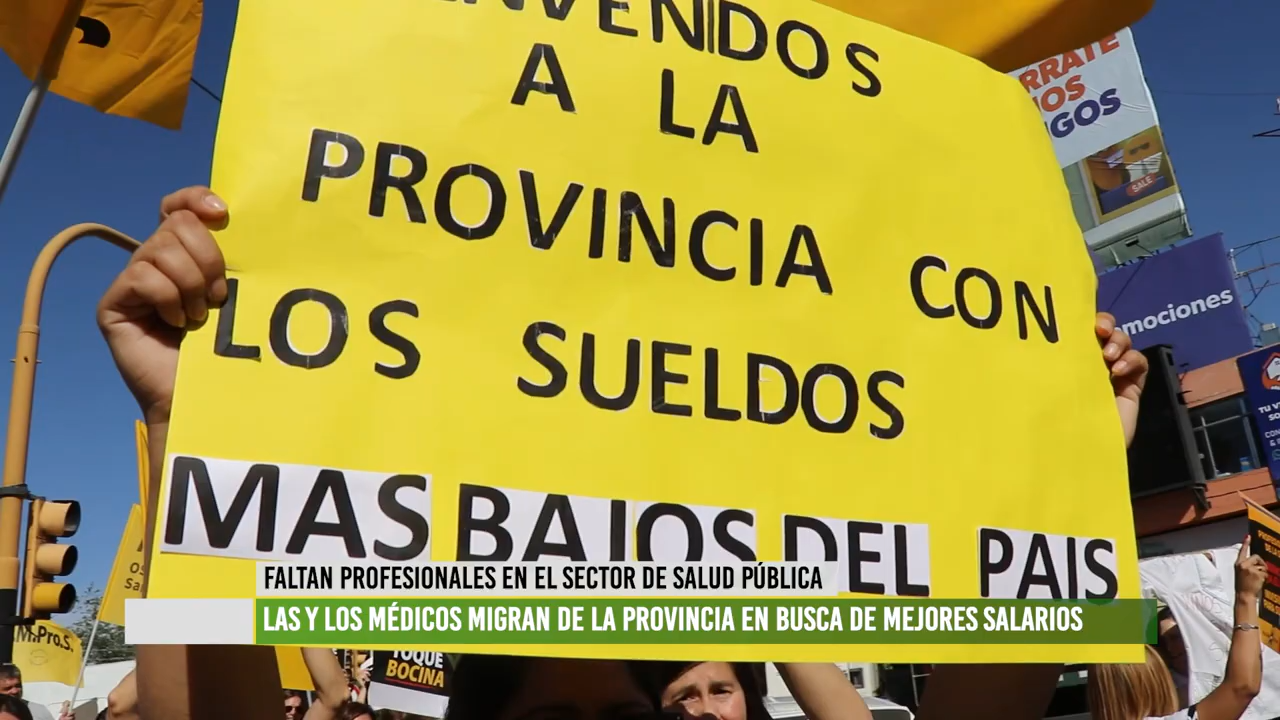 A LA
PROVINCIA CON
LOS SUELDOS
MAS BAJOS DEL PAIS
FALTAN PROFESIONALES EN EL SECTOR DE SALUD PÚBLICA
LAS Y LOS MÉDICOS MIGRAN DE LA PROVINCIA EN BUSCA DE MEJORES SALARIOS
SALE
TOQUE
BOCINA